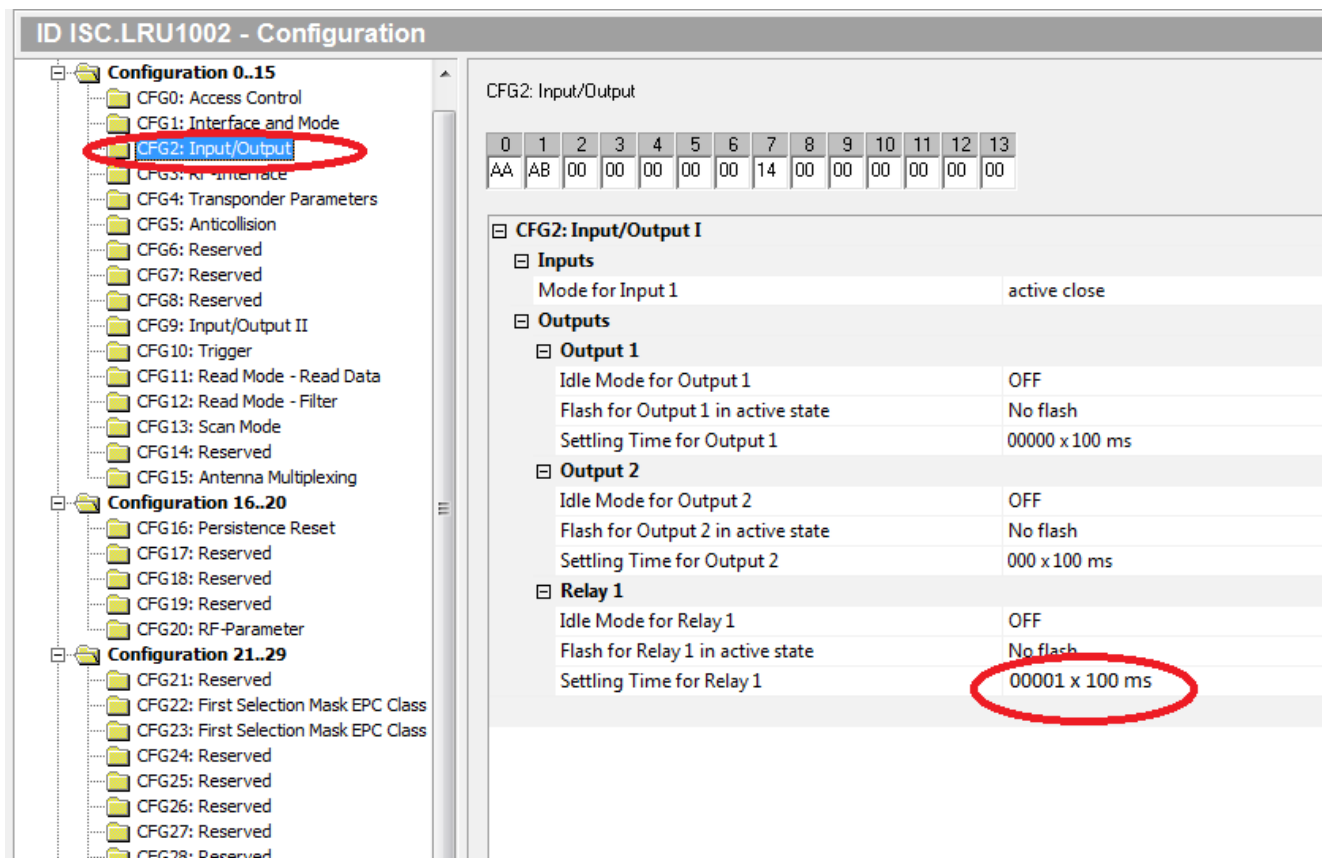 ID ISC.LRU1002 - Configuration
Configuration 0..15
CFG0: Access Control
CFG1: Interface and Mode
CFG2: Input/Output
CFG3: RF-Interface
CFG4: Transponder Parameters
CFG5: Anticollision
CFG6: Reserved
CFG7: Reserved
CFG8: Reserved
CFG9: Input/Output II
CFG10: Trigger
CFG11: Read Mode - Read Data
CFG12: Read Mode - Filter
CFG13: Scan Mode
CFG14: Reserved
CFG15: Antenna Multiplexing
Configuration 16..20
CFG16: Persistence Reset
CFG17: Reserved
CFG18: Reserved
CFG19: Reserved
CFG20: RF-Parameter
Configuration 21..29
CFG21: Reserved
CFG22: First Selection Mask EPC Class
CFG23: First Selection Mask EPC Class
CFG24: Reserved
CFG25: Reserved
CFG26: Reserved
CFG27: Reserved
CFG28: Reserved
CFG2: Input/Output
0 1 2 3 4 5 6 7 8 9 10 11 12 13
AA AB 00 00 00 00 00 14 00 00 00 00 00 00
CFG2: Input/Output I
Inputs
Mode for Input 1 active close
Outputs
Output 1
Idle Mode for Output 1 OFF
Flash for Output 1 in active state No flash
Settling Time for Output 1 00000 x 100 ms
Output 2
Idle Mode for Output 2 OFF
Flash for Output 2 in active state No flash
Settling Time for Output 2 000 x 100 ms
Relay 1
Idle Mode for Relay 1 OFF
Flash for Relay 1 in active state No flash
Settling Time for Relay 1 00001 x 100 ms